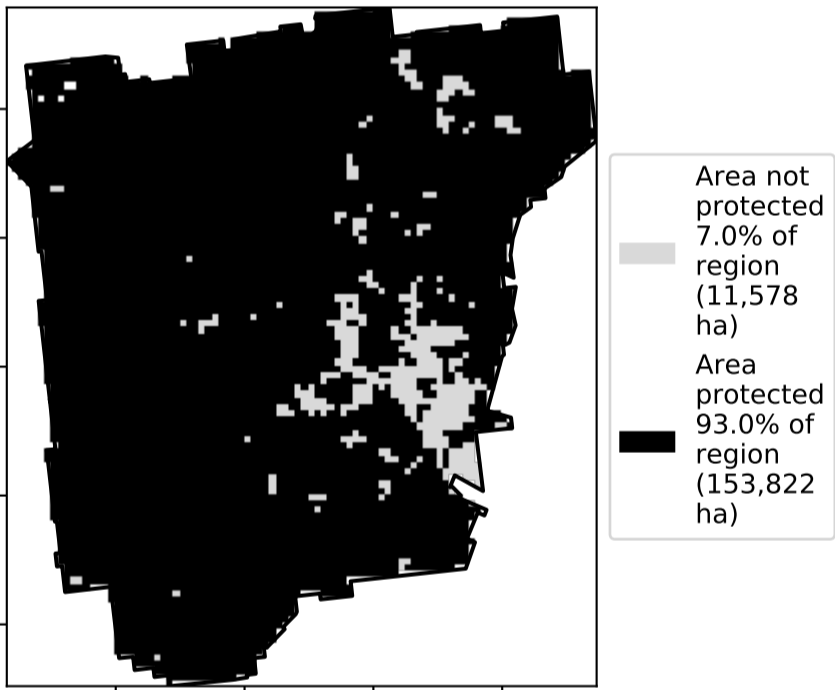 Area not
protected
7.0% of
region
(11,578
ha)
Area
protected
93.0% of
region
(153,822
ha)